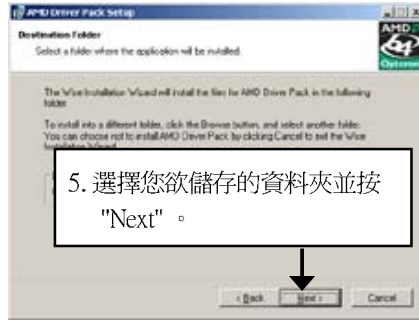 AMD Driver Pack Setup
Destination Folder
Select a folder where the application will be installed.
AMD
64
Opteron
The Wise Installation Wizard will install the files for AMD Driver Pack in the following
folder.
To install into a different folder, click the Browse button, and select another folder.
You can choose not to install AMD Driver Pack by clicking Cancel to exit the Wise
Installation Wizard.
5. 選擇您欲儲存的資料夾並按
"Next" 。
< Back
Next >
Cancel